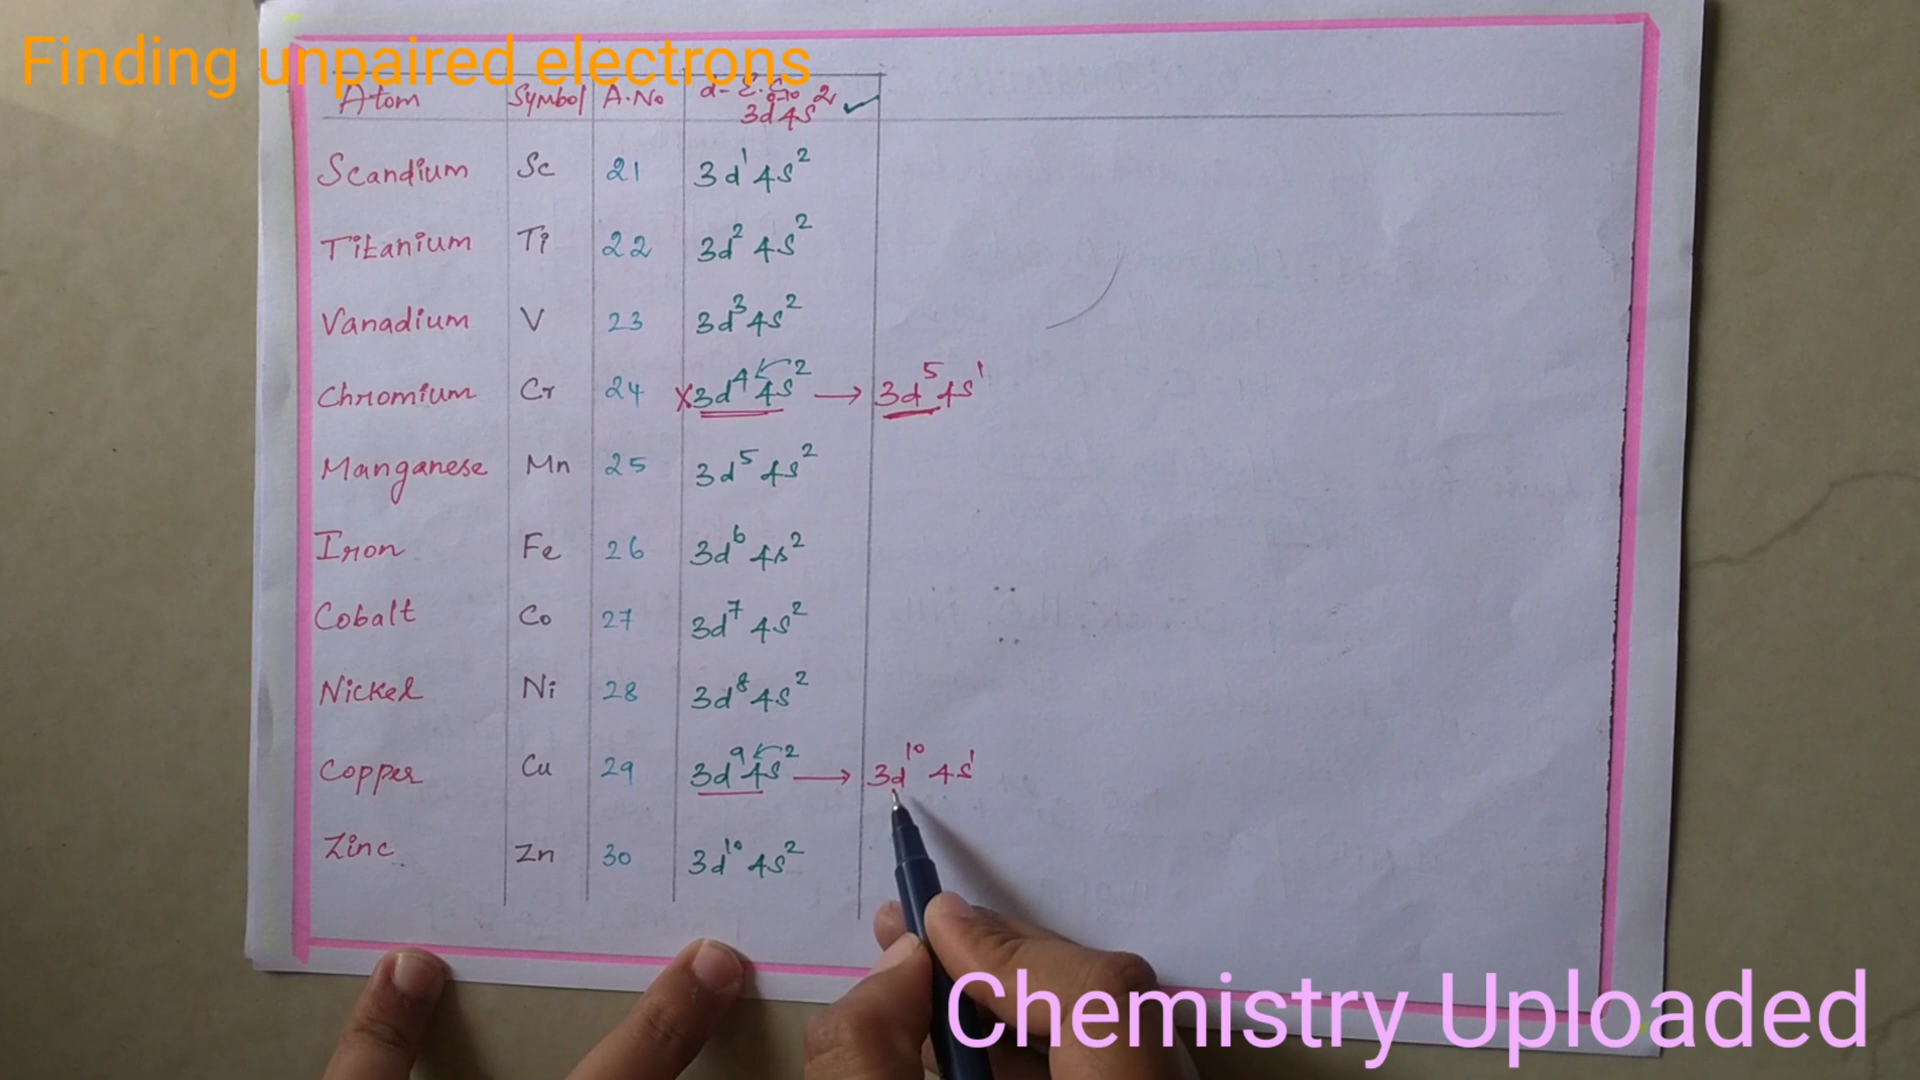 Finding unpaired electrons
Atom Symbol A.No d-E.C
3d⁰⁻¹⁰ 4s² ✓
Scandium Sc 21 3d¹ 4s²
Titanium Ti 22 3d² 4s²
Vanadium V 23 3d³ 4s²
Chromium Cr 24 X 3d⁴ 4s² → 3d⁵ 4s¹
Manganese Mn 25 3d⁵ 4s²
Iron Fe 26 3d⁶ 4s²
Cobalt Co 27 3d⁷ 4s²
Nickel Ni 28 3d⁸ 4s²
Copper Cu 29 3d⁹ 4s² → 3d¹⁰ 4s¹
Zinc Zn 30 3d¹⁰ 4s²
Chemistry Uploaded